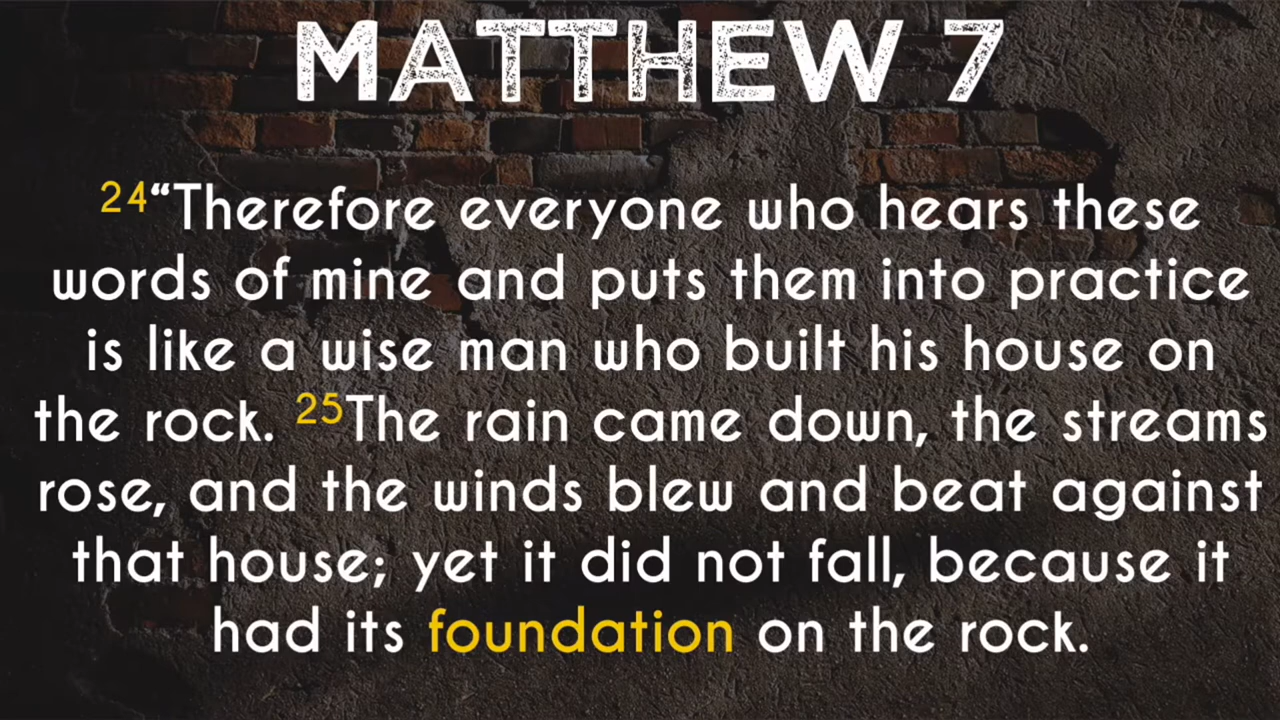 MATTHEW 7
24“Therefore everyone who hears these
words of mine and puts them into practice
is like a wise man who built his house on
the rock. 25The rain came down, the streams
rose, and the winds blew and beat against
that house; yet it did not fall, because it
had its foundation on the rock.